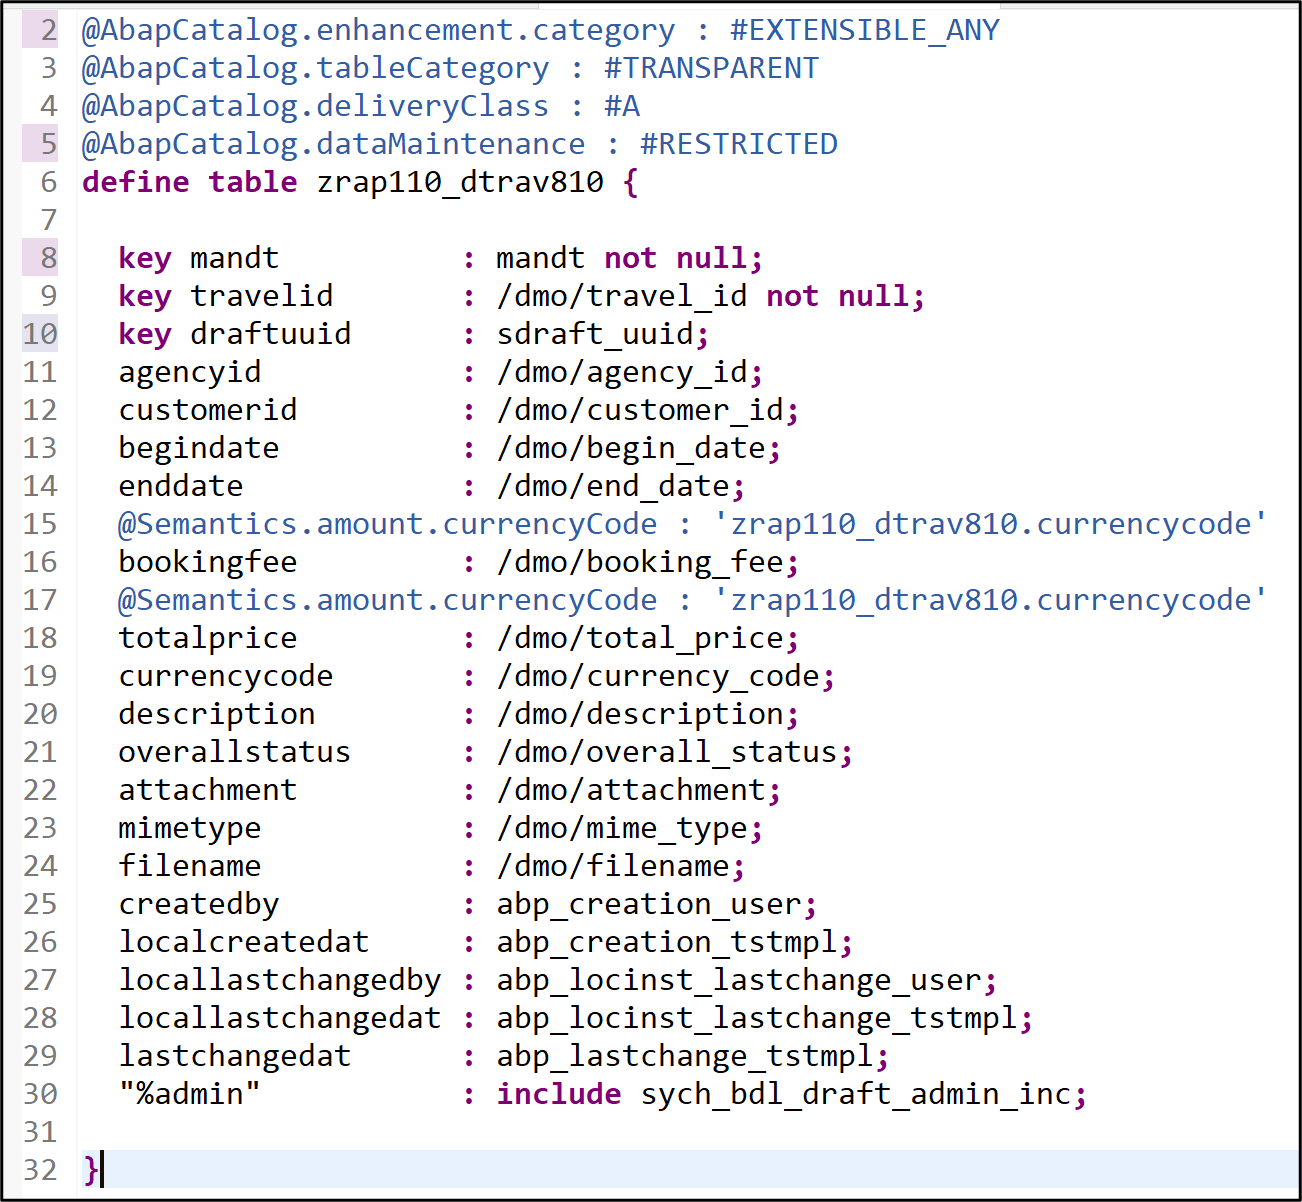 2 @AbapCatalog.enhancement.category : #EXTENSIBLE_ANY
3 @AbapCatalog.tableCategory : #TRANSPARENT
4 @AbapCatalog.deliveryClass : #A
5 @AbapCatalog.dataMaintenance : #RESTRICTED
6 define table zrap110_dtrav810 {
7
8 key mandt : mandt not null;
9 key travelid : /dmo/travel_id not null;
10 key draftuuid : sdraft_uuid;
11 agencyid : /dmo/agency_id;
12 customerid : /dmo/customer_id;
13 begindate : /dmo/begin_date;
14 enddate : /dmo/end_date;
15 @Semantics.amount.currencyCode : 'zrap110_dtrav810.currencycode'
16 bookingfee : /dmo/booking_fee;
17 @Semantics.amount.currencyCode : 'zrap110_dtrav810.currencycode'
18 totalprice : /dmo/total_price;
19 currencycode : /dmo/currency_code;
20 description : /dmo/description;
21 overallstatus : /dmo/overall_status;
22 attachment : /dmo/attachment;
23 mimetype : /dmo/mime_type;
24 filename : /dmo/filename;
25 createdby : abp_creation_user;
26 localcreatedat : abp_creation_tstmpl;
27 locallastchangedby : abp_locinst_lastchange_user;
28 locallastchangedat : abp_locinst_lastchange_tstmpl;
29 lastchangedat : abp_lastchange_tstmpl;
30 "%admin" : include sych_bdl_draft_admin_inc;
31
32 }